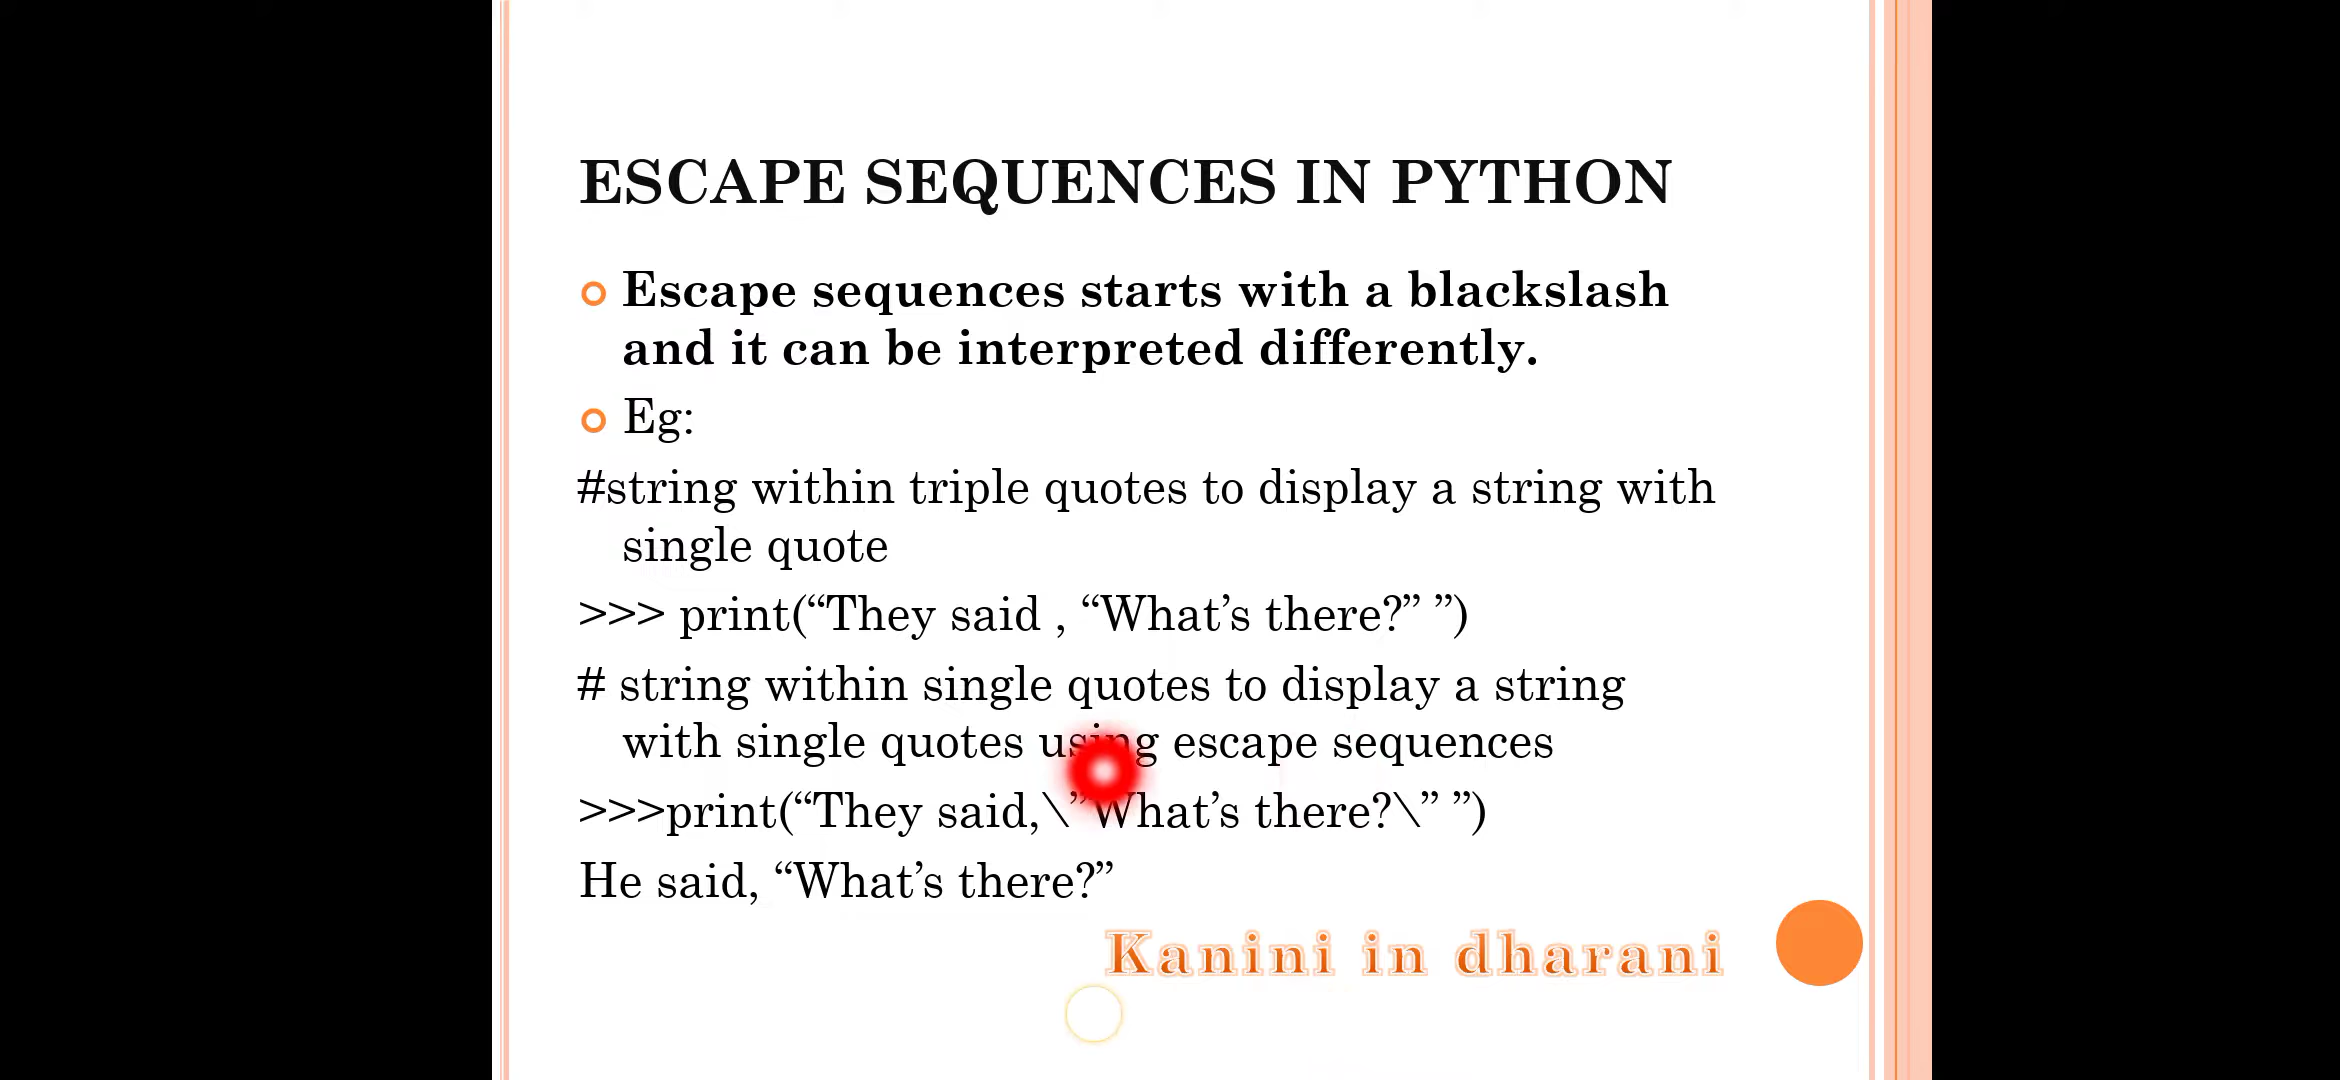 ESCAPE SEQUENCES IN PYTHON
Escape sequences starts with a blackslash
and it can be interpreted differently.
Eg:
#string within triple quotes to display a string with
single quote
>>> print(“They said , “What’s there?” ”)
# string within single quotes to display a string
with single quotes using escape sequences
>>>print(“They said,\”What’s there?\” ”)
He said, “What’s there?”
Kanini in dharani